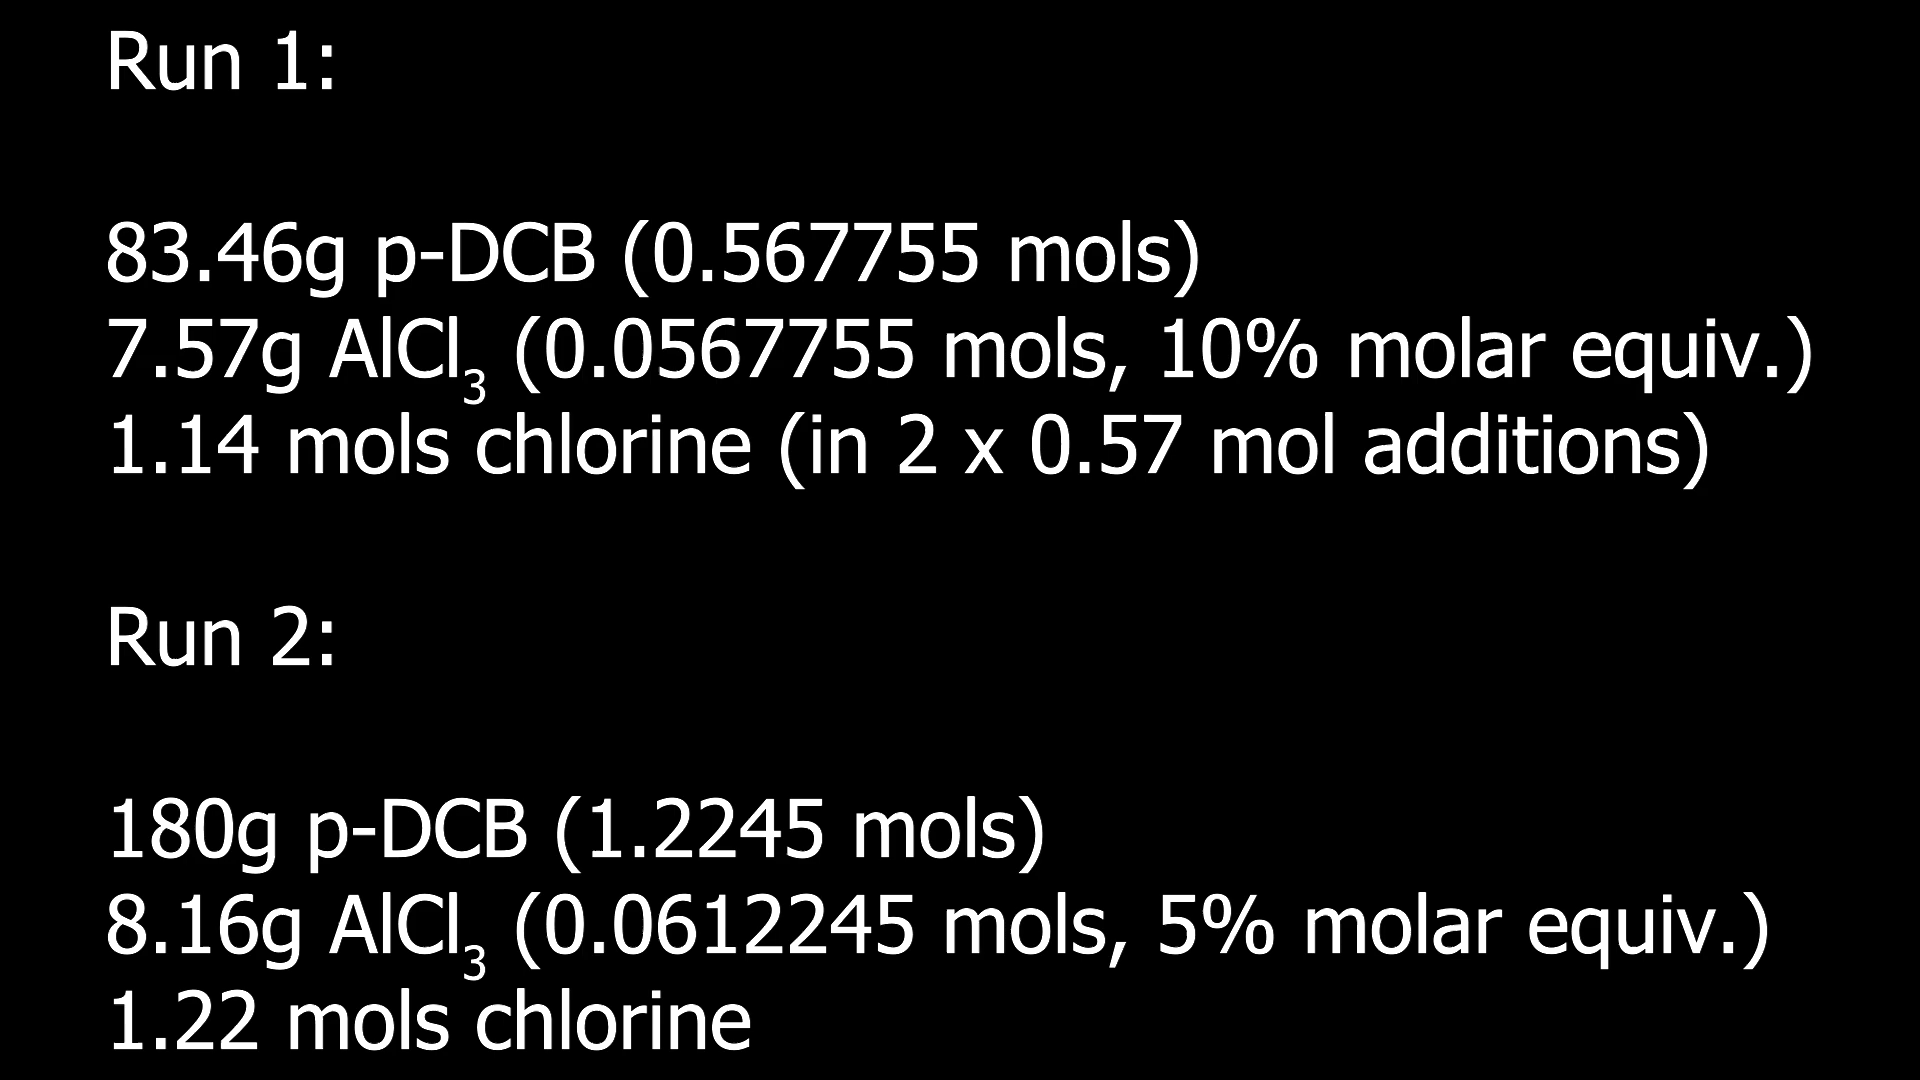 Run 1:
83.46g p-DCB (0.567755 mols)
7.57g AlCl₃ (0.0567755 mols, 10% molar equiv.)
1.14 mols chlorine (in 2 x 0.57 mol additions)
Run 2:
180g p-DCB (1.2245 mols)
8.16g AlCl₃ (0.0612245 mols, 5% molar equiv.)
1.22 mols chlorine